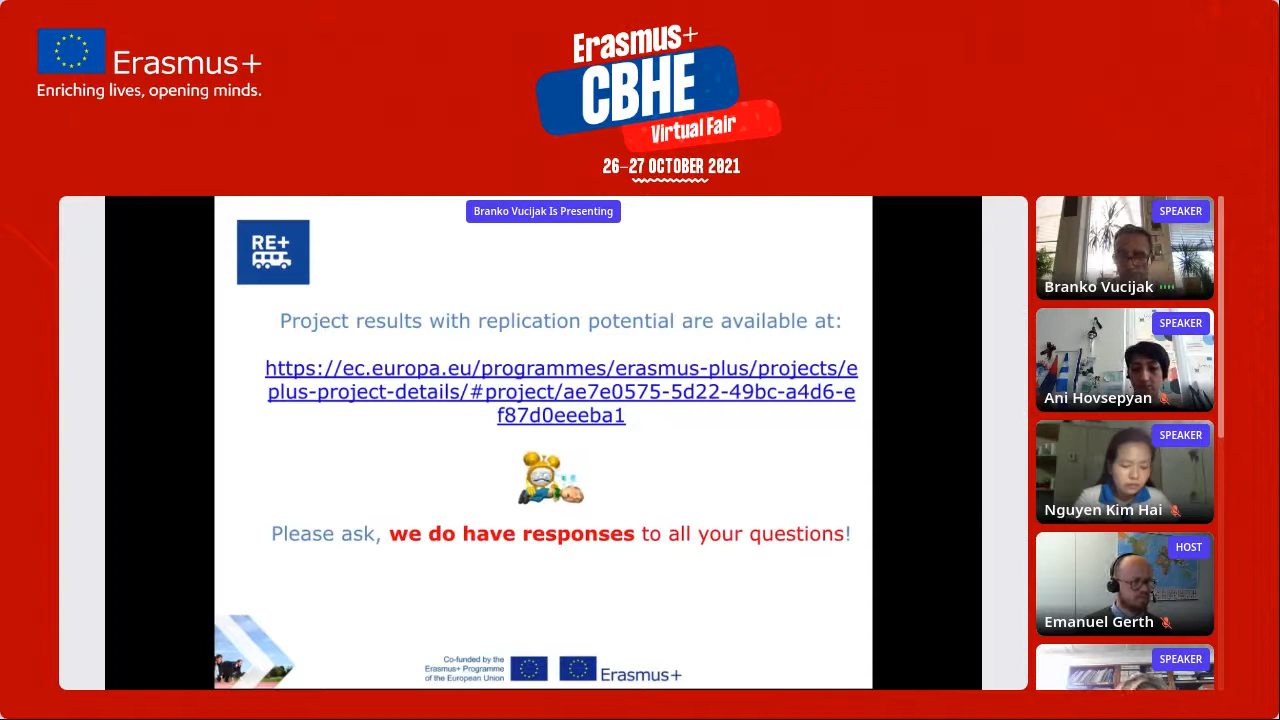 Erasmus+
Enriching lives, opening minds.
Erasmus+
CBHE
Virtual Fair
26–27 OCTOBER 2021
Branko Vucijak Is Presenting
RE+
Project results with replication potential are available at:
https://ec.europa.eu/programmes/erasmus-plus/projects/e
plus-project-details/#project/ae7e0575-5d22-49bc-a4d6-e
f87d0eeeba1
Please ask, we do have responses to all your questions!
Co-funded by the
Erasmus+ Programme
of the European Union
Erasmus+
SPEAKER
Branko Vucijak
SPEAKER
Ani Hovsepyan
SPEAKER
Nguyen Kim Hai
HOST
Emanuel Gerth
SPEAKER